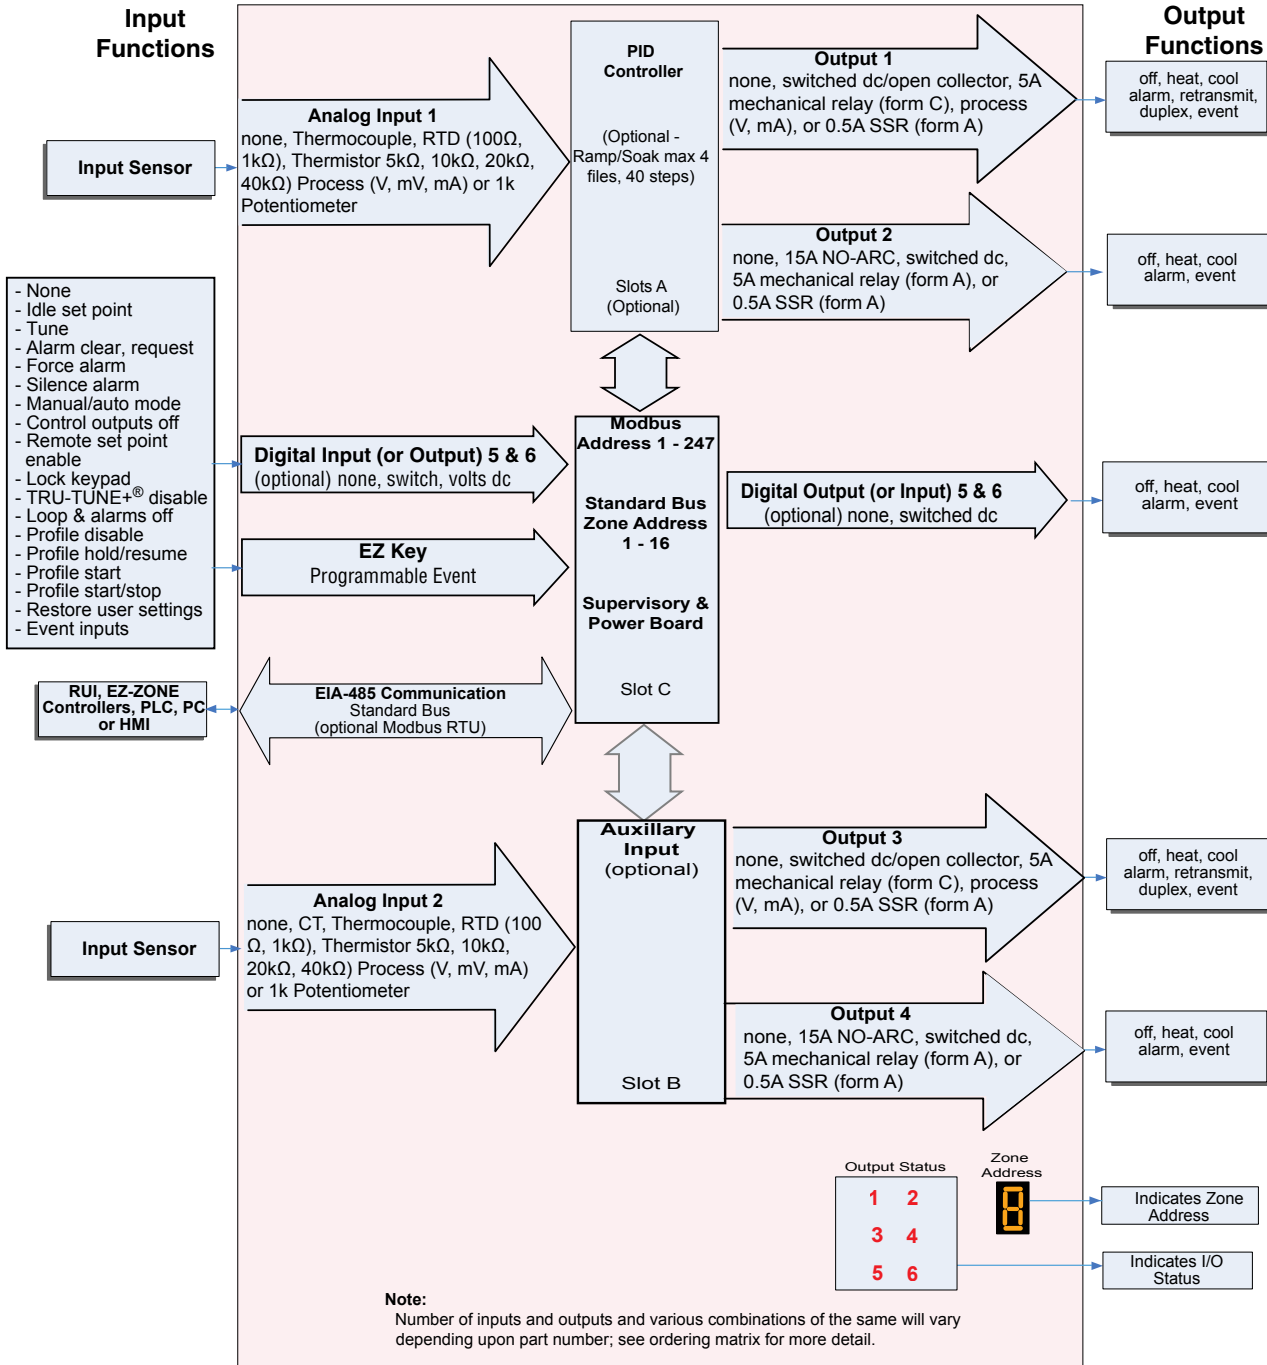 Input
Functions
Output
Functions
PID
Controller
(Optional -
Ramp/Soak max 4
files, 40 steps)
Slots A
(Optional)
Input Sensor
Analog Input 1
none, Thermocouple, RTD (100Ω,
1kΩ), Thermistor 5kΩ, 10kΩ, 20kΩ,
40kΩ) Process (V, mV, mA) or 1k
Potentiometer
Output 1
none, switched dc/open collector, 5A
mechanical relay (form C), process
(V, mA), or 0.5A SSR (form A)
off, heat, cool
alarm, retransmit,
duplex, event
Output 2
none, 15A NO-ARC, switched dc,
5A mechanical relay (form A), or
0.5A SSR (form A)
off, heat, cool
alarm, event
- None
- Idle set point
- Tune
- Alarm clear, request
- Force alarm
- Silence alarm
- Manual/auto mode
- Control outputs off
- Remote set point
enable
- Lock keypad
- TRU-TUNE+® disable
- Loop & alarms off
- Profile disable
- Profile hold/resume
- Profile start
- Profile start/stop
- Restore user settings
- Event inputs
Digital Input (or Output) 5 & 6
(optional) none, switch, volts dc
EZ Key
Programmable Event
Modbus
Address 1 - 247
Standard Bus
Zone Address
1 - 16
Supervisory &
Power Board
Slot C
Digital Output (or Input) 5 & 6
(optional) none, switched dc
off, heat, cool
alarm, event
RUI, EZ-ZONE
Controllers, PLC, PC
or HMI
EIA-485 Communication
Standard Bus
(optional Modbus RTU)
Auxillary
Input
(optional)
Slot B
Input Sensor
Analog Input 2
none, CT, Thermocouple, RTD (100
Ω, 1kΩ), Thermistor 5kΩ, 10kΩ,
20kΩ, 40kΩ) Process (V, mV, mA)
or 1k Potentiometer
Output 3
none, switched dc/open collector, 5A
mechanical relay (form C), process
(V, mA), or 0.5A SSR (form A)
off, heat, cool
alarm, retransmit,
duplex, event
Output 4
none, 15A NO-ARC, switched dc,
5A mechanical relay (form A), or
0.5A SSR (form A)
off, heat, cool
alarm, event
Output Status
1 2
3 4
5 6
Zone
Address
8
Indicates Zone
Address
Indicates I/O
Status
Note:
Number of inputs and outputs and various combinations of the same will vary
depending upon part number; see ordering matrix for more detail.